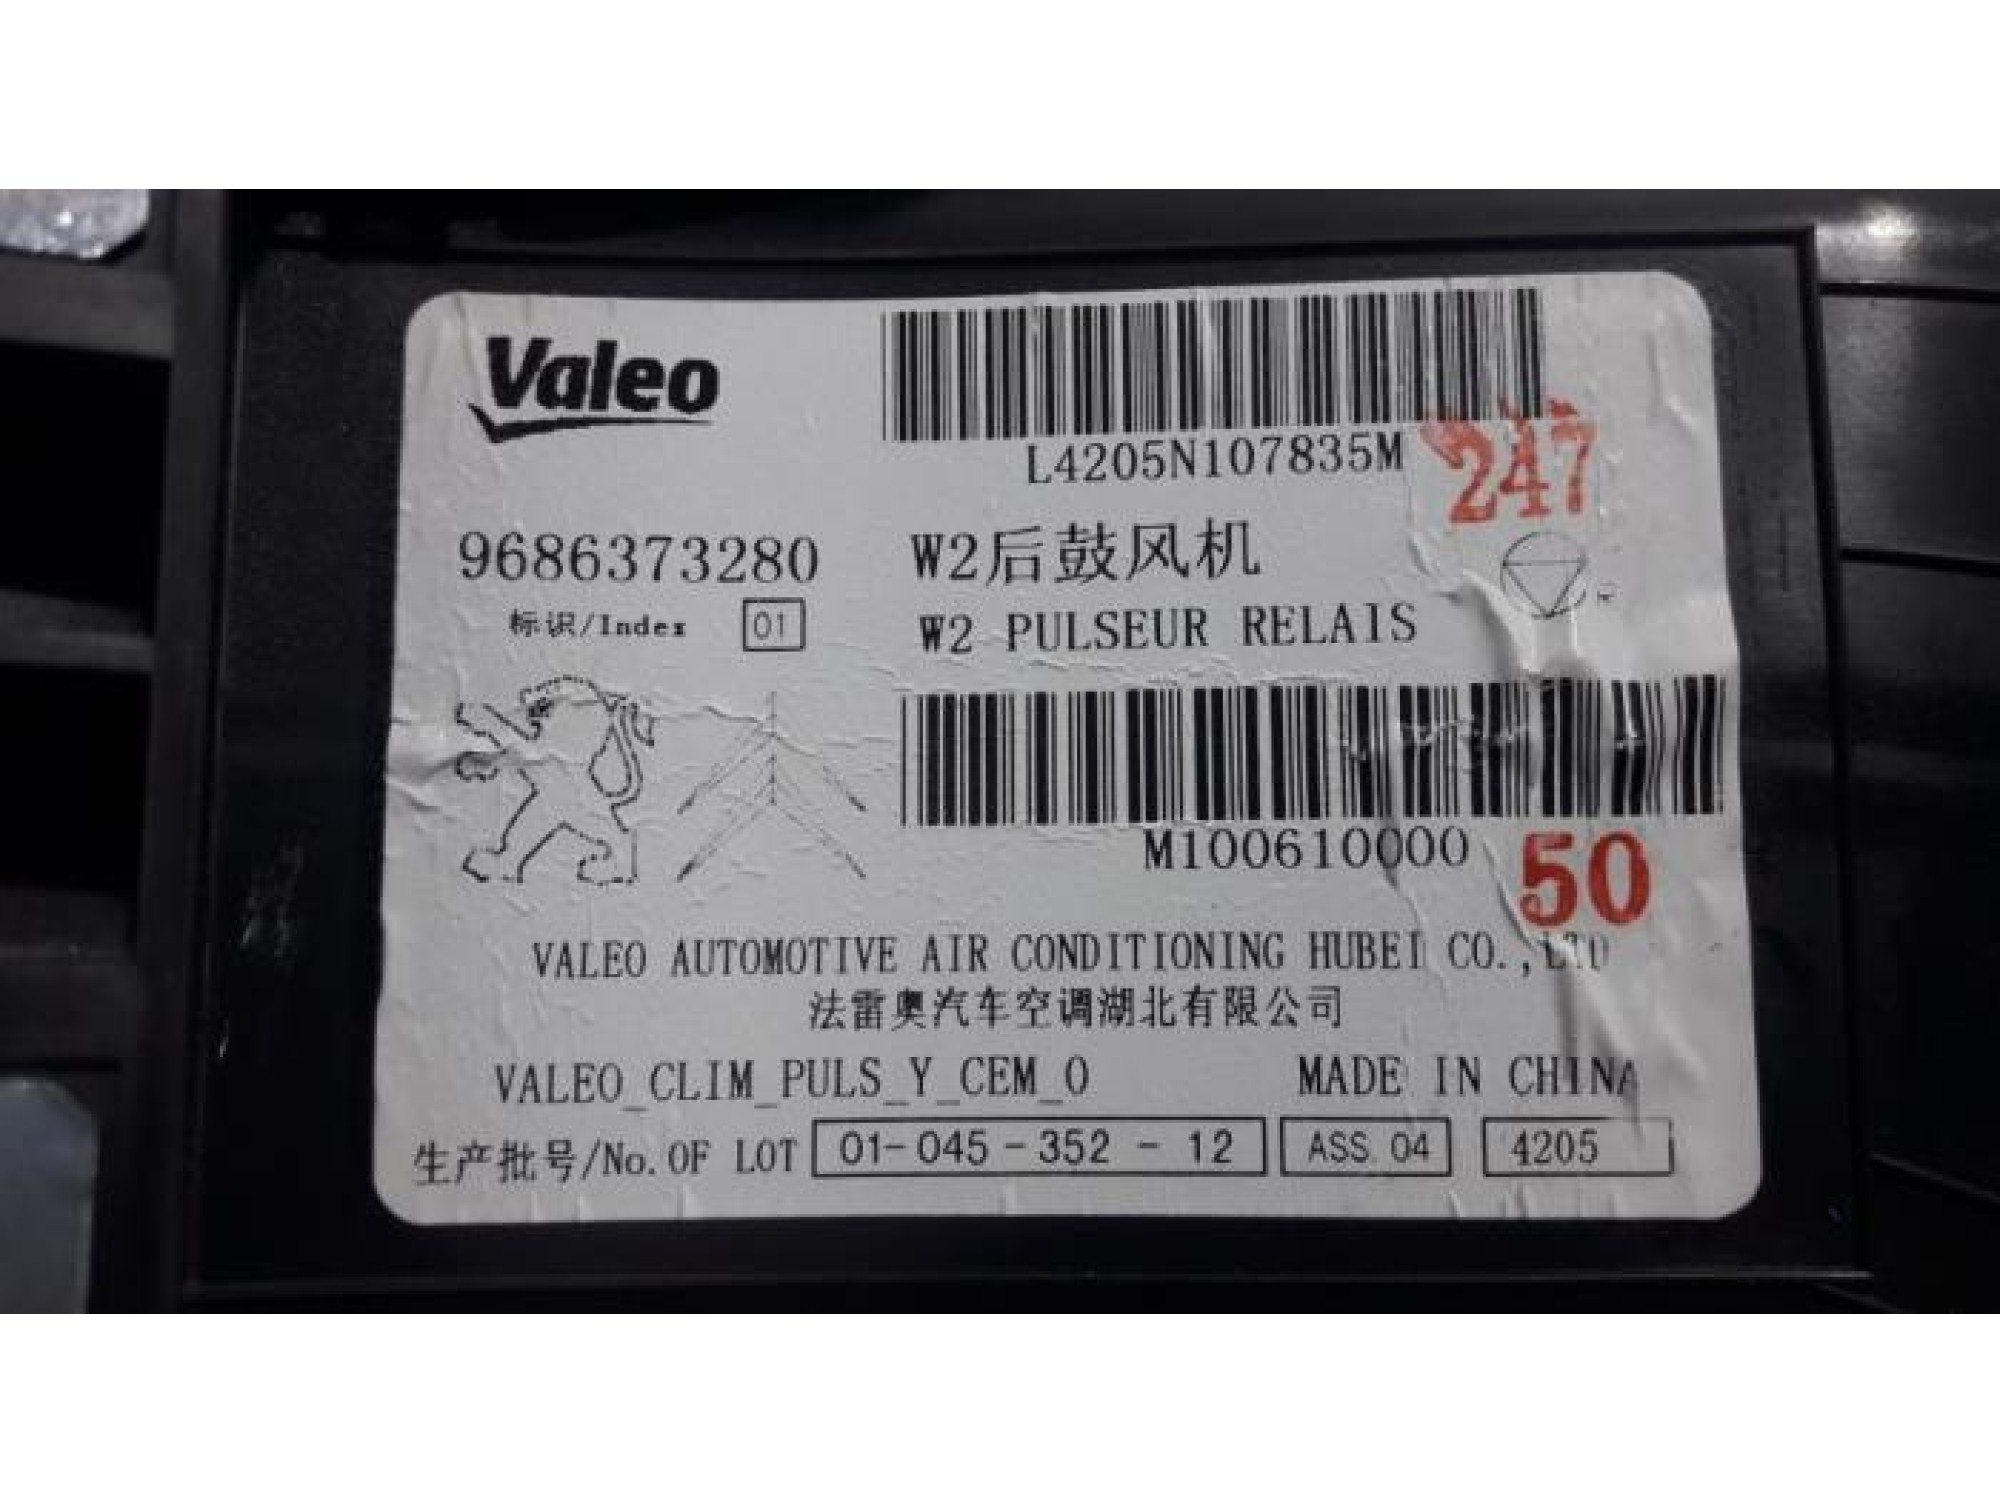 Valeo
L4205N107835M
247
9686373280
W2后鼓风机
标识/Index 01
W2 PULSEUR RELAIS
M100610000
50
VALEO AUTOMOTIVE AIR CONDITIONING HUBEI CO.,LTD
法雷奥汽车空调湖北有限公司
VALEO_CLIM_PULS_Y_CEM_0 MADE IN CHINA
生产批号/No.OF LOT 01-045-352-12 ASS.04 4205